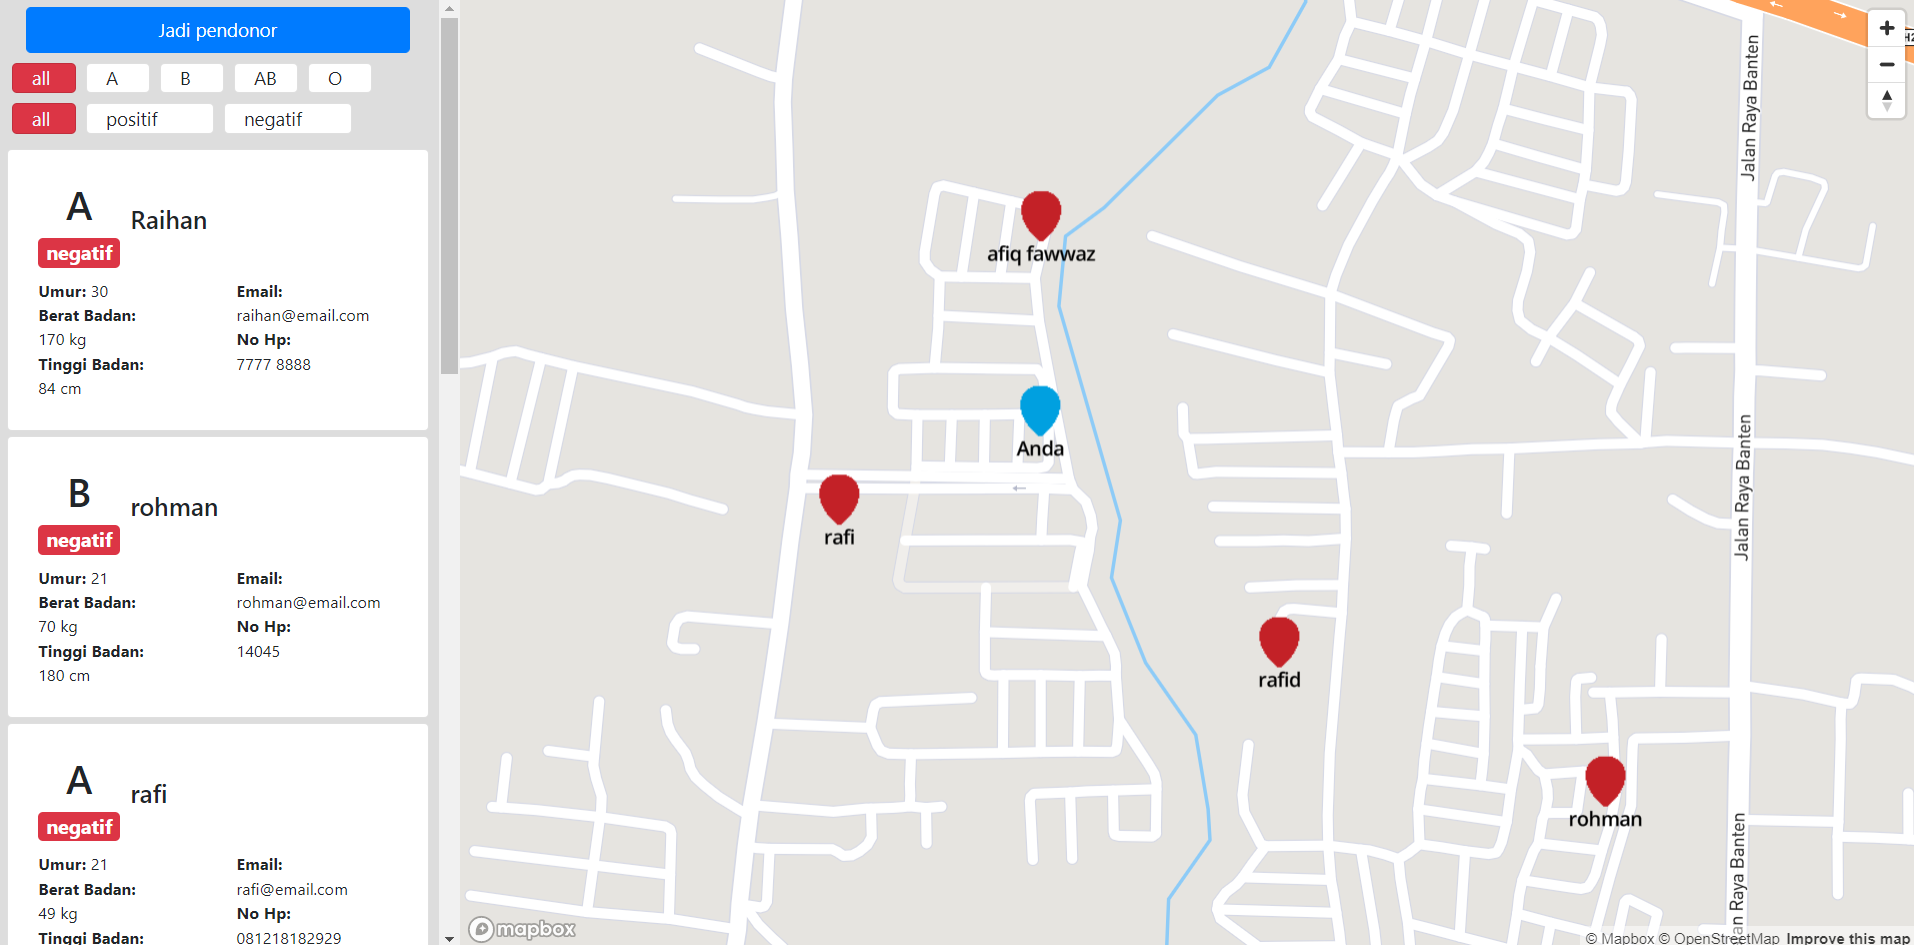 Jadi pendonor
all A B AB O
all positif negatif
A
Raihan
negatif
Umur: 30
Berat Badan:
170 kg
Tinggi Badan:
84 cm
Email:
raihan@email.com
No Hp:
7777 8888
B
rohman
negatif
Umur: 21
Berat Badan:
70 kg
Tinggi Badan:
180 cm
Email:
rohman@email.com
No Hp:
14045
A
rafi
negatif
Umur: 21
Berat Badan:
49 kg
Tinggi Badan:
Email:
rafi@email.com
No Hp:
081218182929
afiq fawwaz
Anda
rafi
rafid
rohman
Jalan Raya Banten
Jalan Raya Banten
an Raya Banten
mapbox
© Mapbox © OpenStreetMap Improve this map